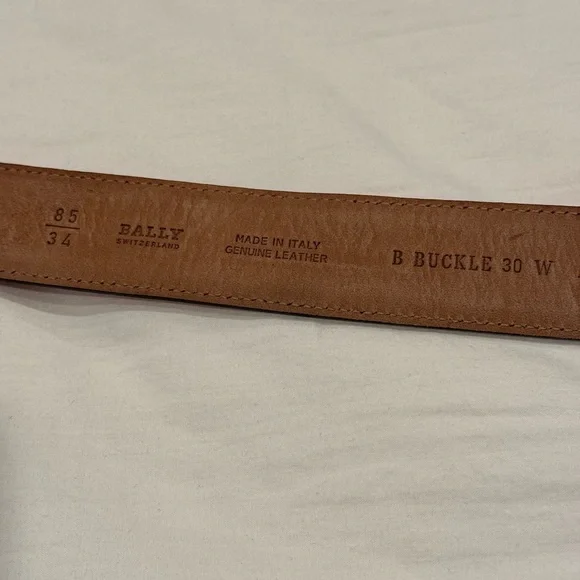 85
34
BALLY
SWITZERLAND
MADE IN ITALY
GENUINE LEATHER
B BUCKLE 30 W